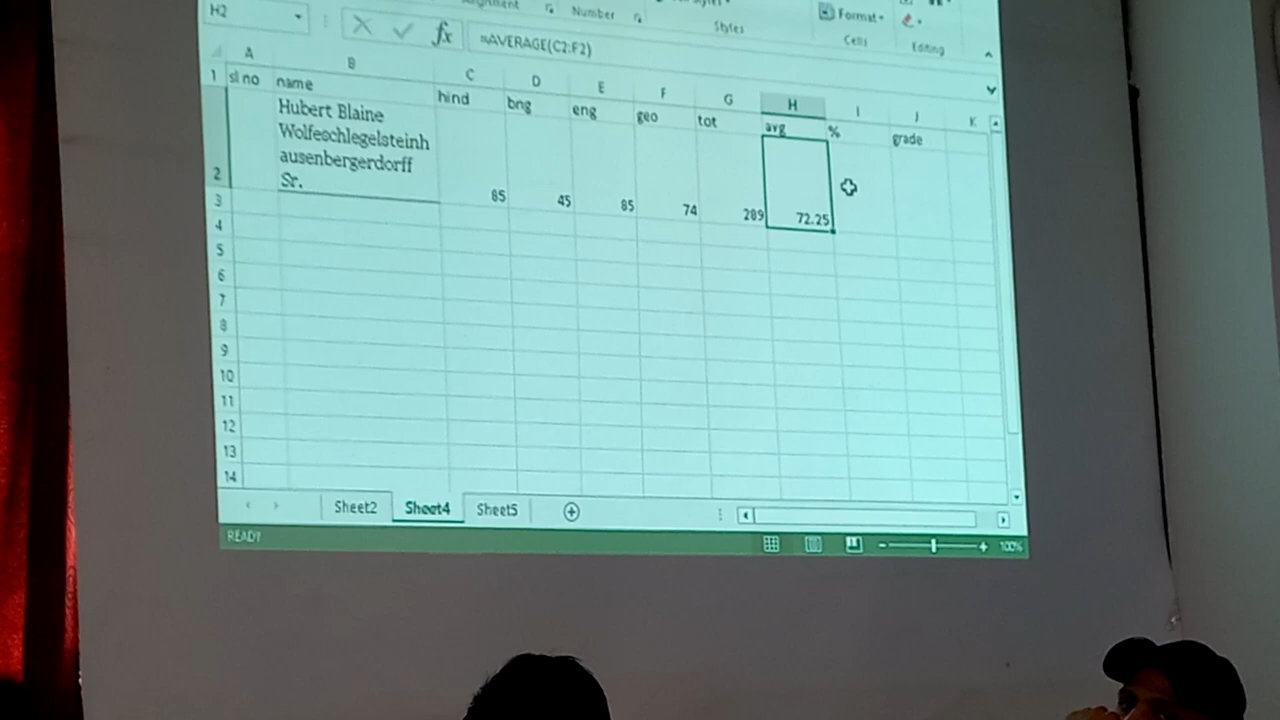 Number
Styles
Format
Cells
Editing
H2
fx =AVERAGE(C2:F2)
A B C D E F G H I J K
1 sl no name hind bng eng geo tot avg % grade
Hubert Blaine
Wolfeschlegelsteinh
ausenbergerdorff
2 Sr. 85 45 85 74 289 72.25
3
4
5
6
7
8
9
10
11
12
13
14
Sheet2 Sheet4 Sheet5
READY 100%